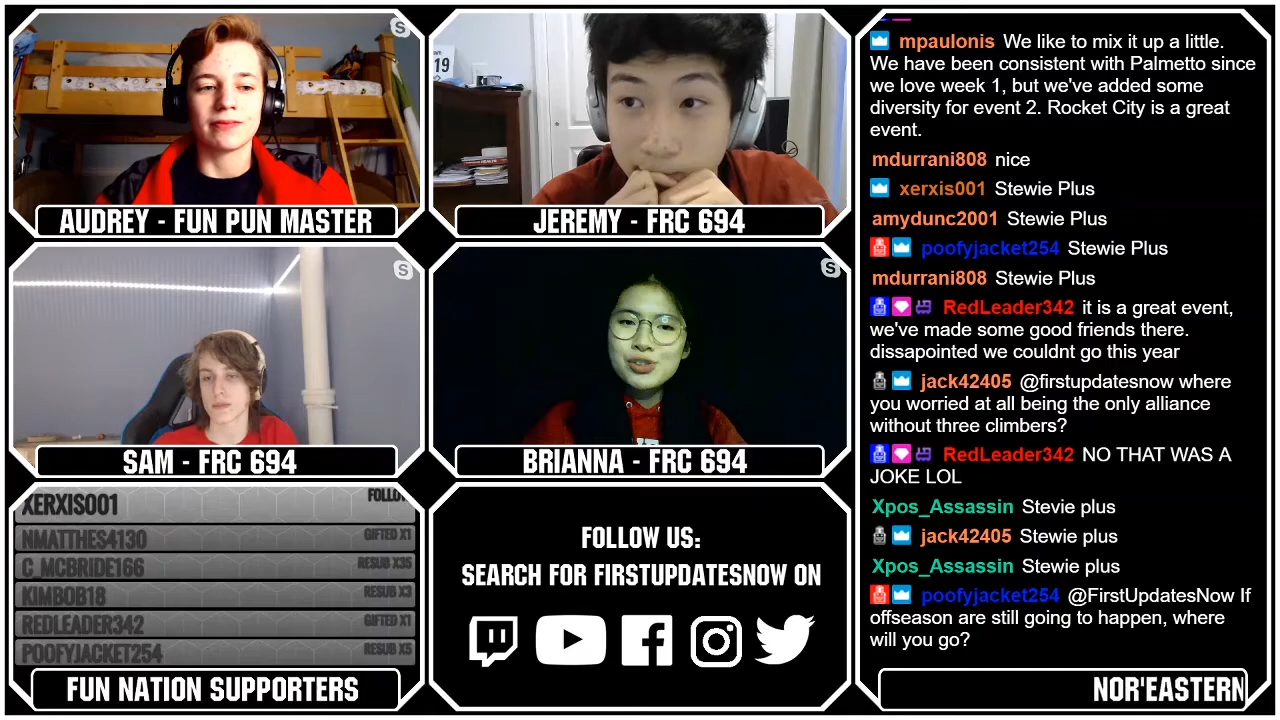 19
AUDREY - FUN PUN MASTER
JEREMY - FRC 694
SAM - FRC 694
BRIANNA - FRC 694
XERXIS001 FOLLO
NMATTHES4130 GIFTED X1
C_MCBRIDE166 RESUB X35
KIMBOB18 RESUB X3
REDLEADER342 GIFTED X1
POOFYJACKET254 RESUB X5
FUN NATION SUPPORTERS
FOLLOW US:
SEARCH FOR FIRSTUPDATESNOW ON
mpaulonis We like to mix it up a little.
We have been consistent with Palmetto since
we love week 1, but we've added some
diversity for event 2. Rocket City is a great
event.
mdurrani808 nice
xerxis001 Stewie Plus
amydunc2001 Stewie Plus
poofyjacket254 Stewie Plus
mdurrani808 Stewie Plus
RedLeader342 it is a great event,
we've made some good friends there.
dissapointed we couldnt go this year
jack42405 @firstupdatesnow where
you worried at all being the only alliance
without three climbers?
RedLeader342 NO THAT WAS A
JOKE LOL
Xpos_Assassin Stevie plus
jack42405 Stewie plus
Xpos_Assassin Stewie plus
poofyjacket254 @FirstUpdatesNow If
offseason are still going to happen, where
will you go?
NOR'EASTERN